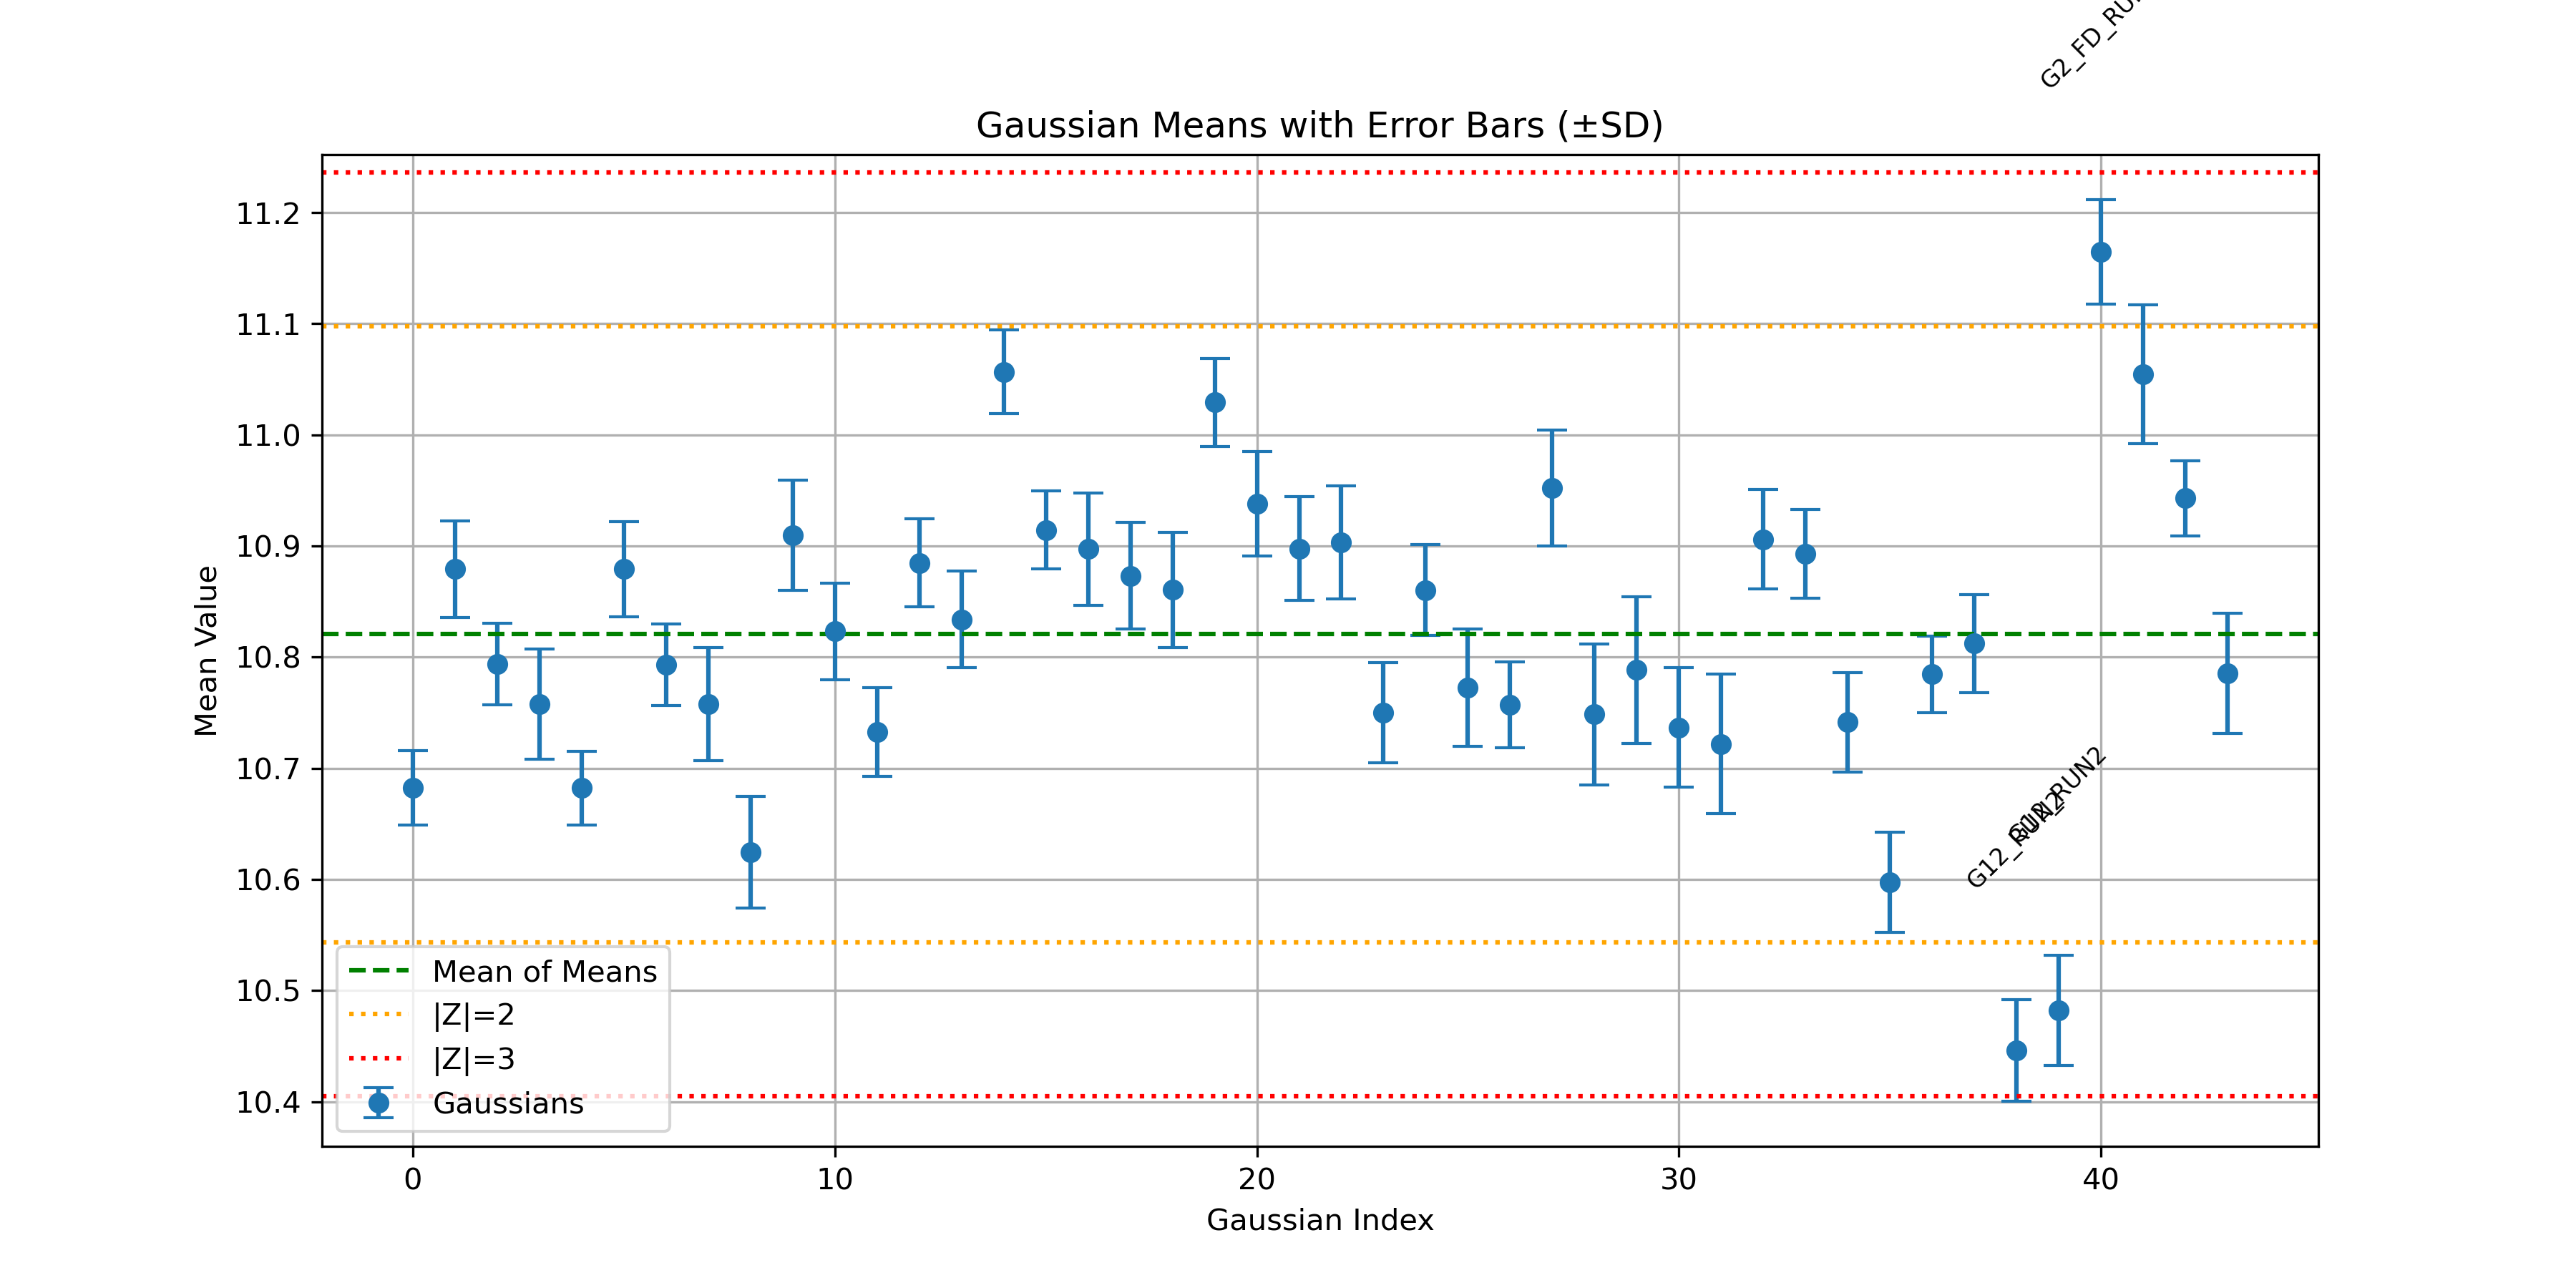 G2_FD_RU
Gaussian Means with Error Bars (±SD)
11.2
11.1
11.0
10.9
10.8
10.7
10.6
10.5
10.4
Mean Value
G12_RUN2
RUN2
Mean of Means
|Z|=2
|Z|=3
Gaussians
0 10 20 30 40
Gaussian Index